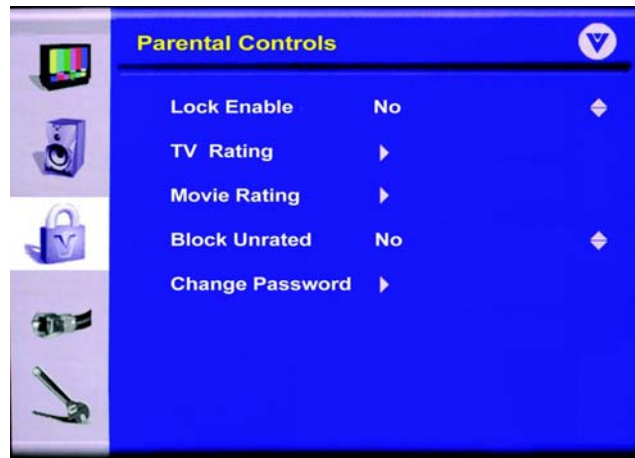 Parental Controls
V
Lock Enable No
TV Rating
Movie Rating
V
Block Unrated No
Change Password